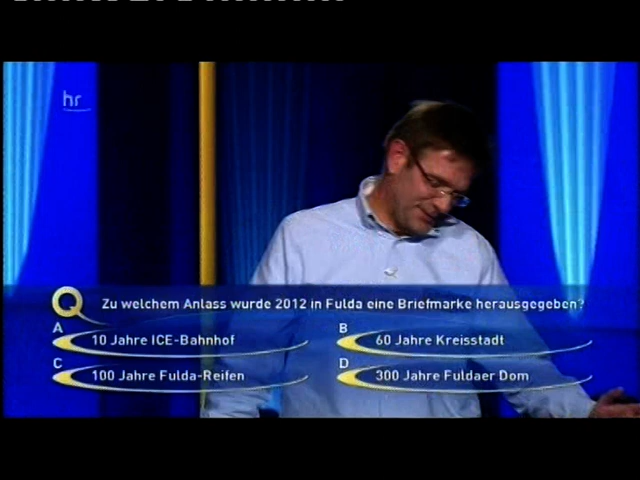 hr
Q
Zu welchem Anlass wurde 2012 in Fulda eine Briefmarke herausgegeben?
A
10 Jahre ICE-Bahnhof
B
60 Jahre Kreisstadt
C
100 Jahre Fulda-Reifen
D
300 Jahre Fuldaer Dom